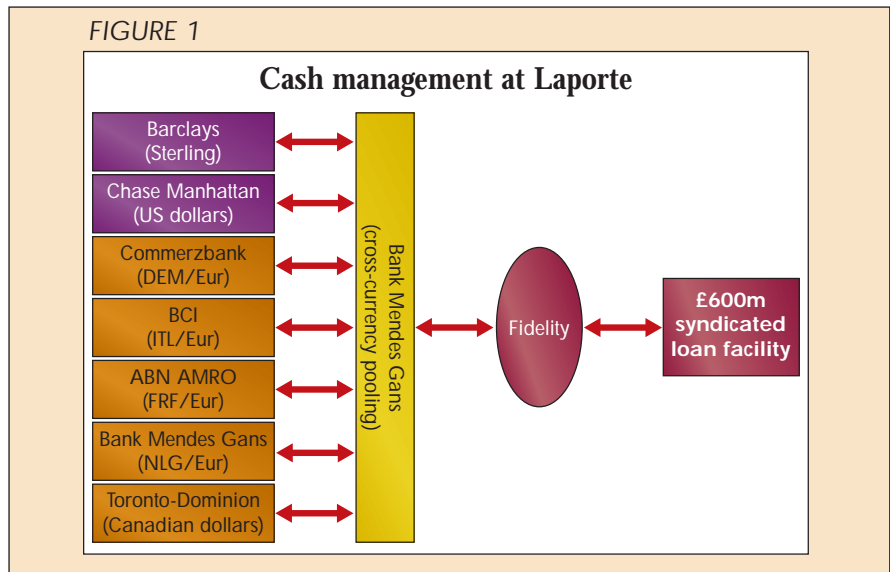 FIGURE 1
Cash management at Laporte
Barclays
(Sterling)
Chase Manhattan
(US dollars)
Commerzbank
(DEM/Eur)
BCI
(ITL/Eur)
ABN AMRO
(FRF/Eur)
Bank Mendes Gans
(NLG/Eur)
Toronto-Dominion
(Canadian dollars)
Bank Mendes Gans
(cross-currency pooling)
Fidelity
£600m
syndicated
loan facility